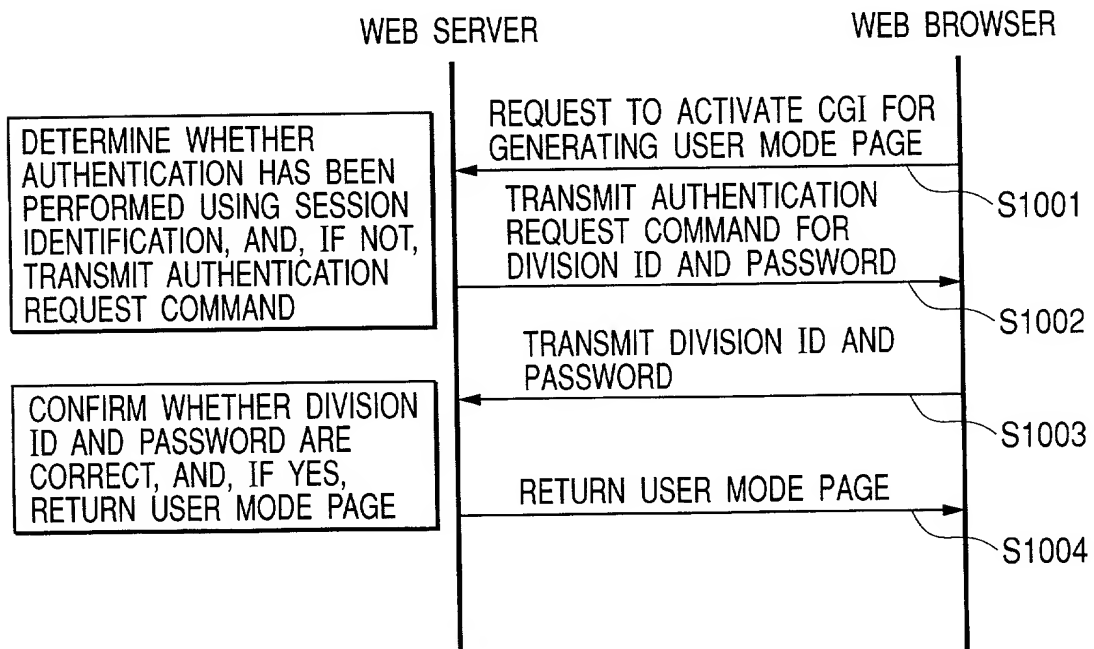 WEB SERVER
WEB BROWSER
REQUEST TO ACTIVATE CGI FOR
GENERATING USER MODE PAGE
S1001
DETERMINE WHETHER
AUTHENTICATION HAS BEEN
PERFORMED USING SESSION
IDENTIFICATION, AND, IF NOT,
TRANSMIT AUTHENTICATION
REQUEST COMMAND
TRANSMIT AUTHENTICATION
REQUEST COMMAND FOR
DIVISION ID AND PASSWORD
S1002
TRANSMIT DIVISION ID AND
PASSWORD
S1003
CONFIRM WHETHER DIVISION
ID AND PASSWORD ARE
CORRECT, AND, IF YES,
RETURN USER MODE PAGE
RETURN USER MODE PAGE
S1004